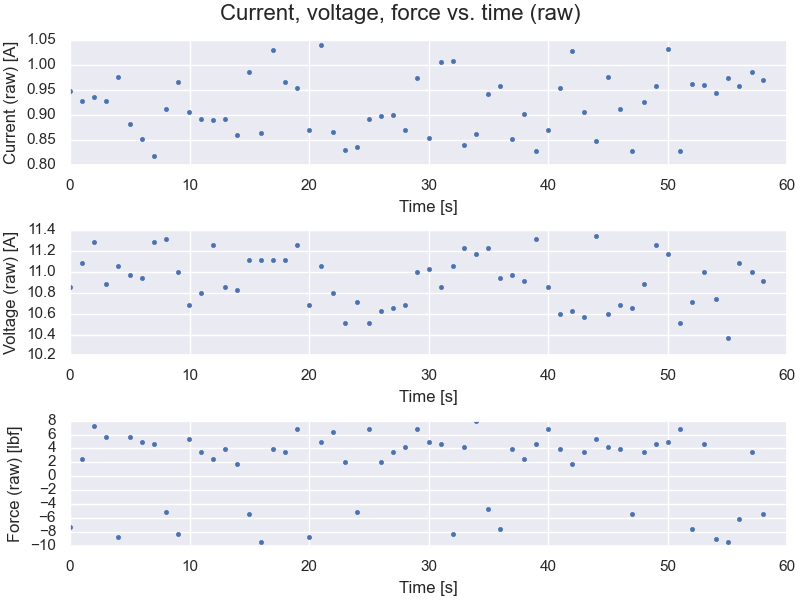 Current, voltage, force vs. time (raw)
Current (raw) [A]
1.05
1.00
0.95
0.90
0.85
0.80
0 10 20 30 40 50 60
Time [s]
Voltage (raw) [A]
11.4
11.2
11.0
10.8
10.6
10.4
10.2
0 10 20 30 40 50 60
Time [s]
Force (raw) [lbf]
8
6
4
2
0
−2
−4
−6
−8
−10
0 10 20 30 40 50 60
Time [s]